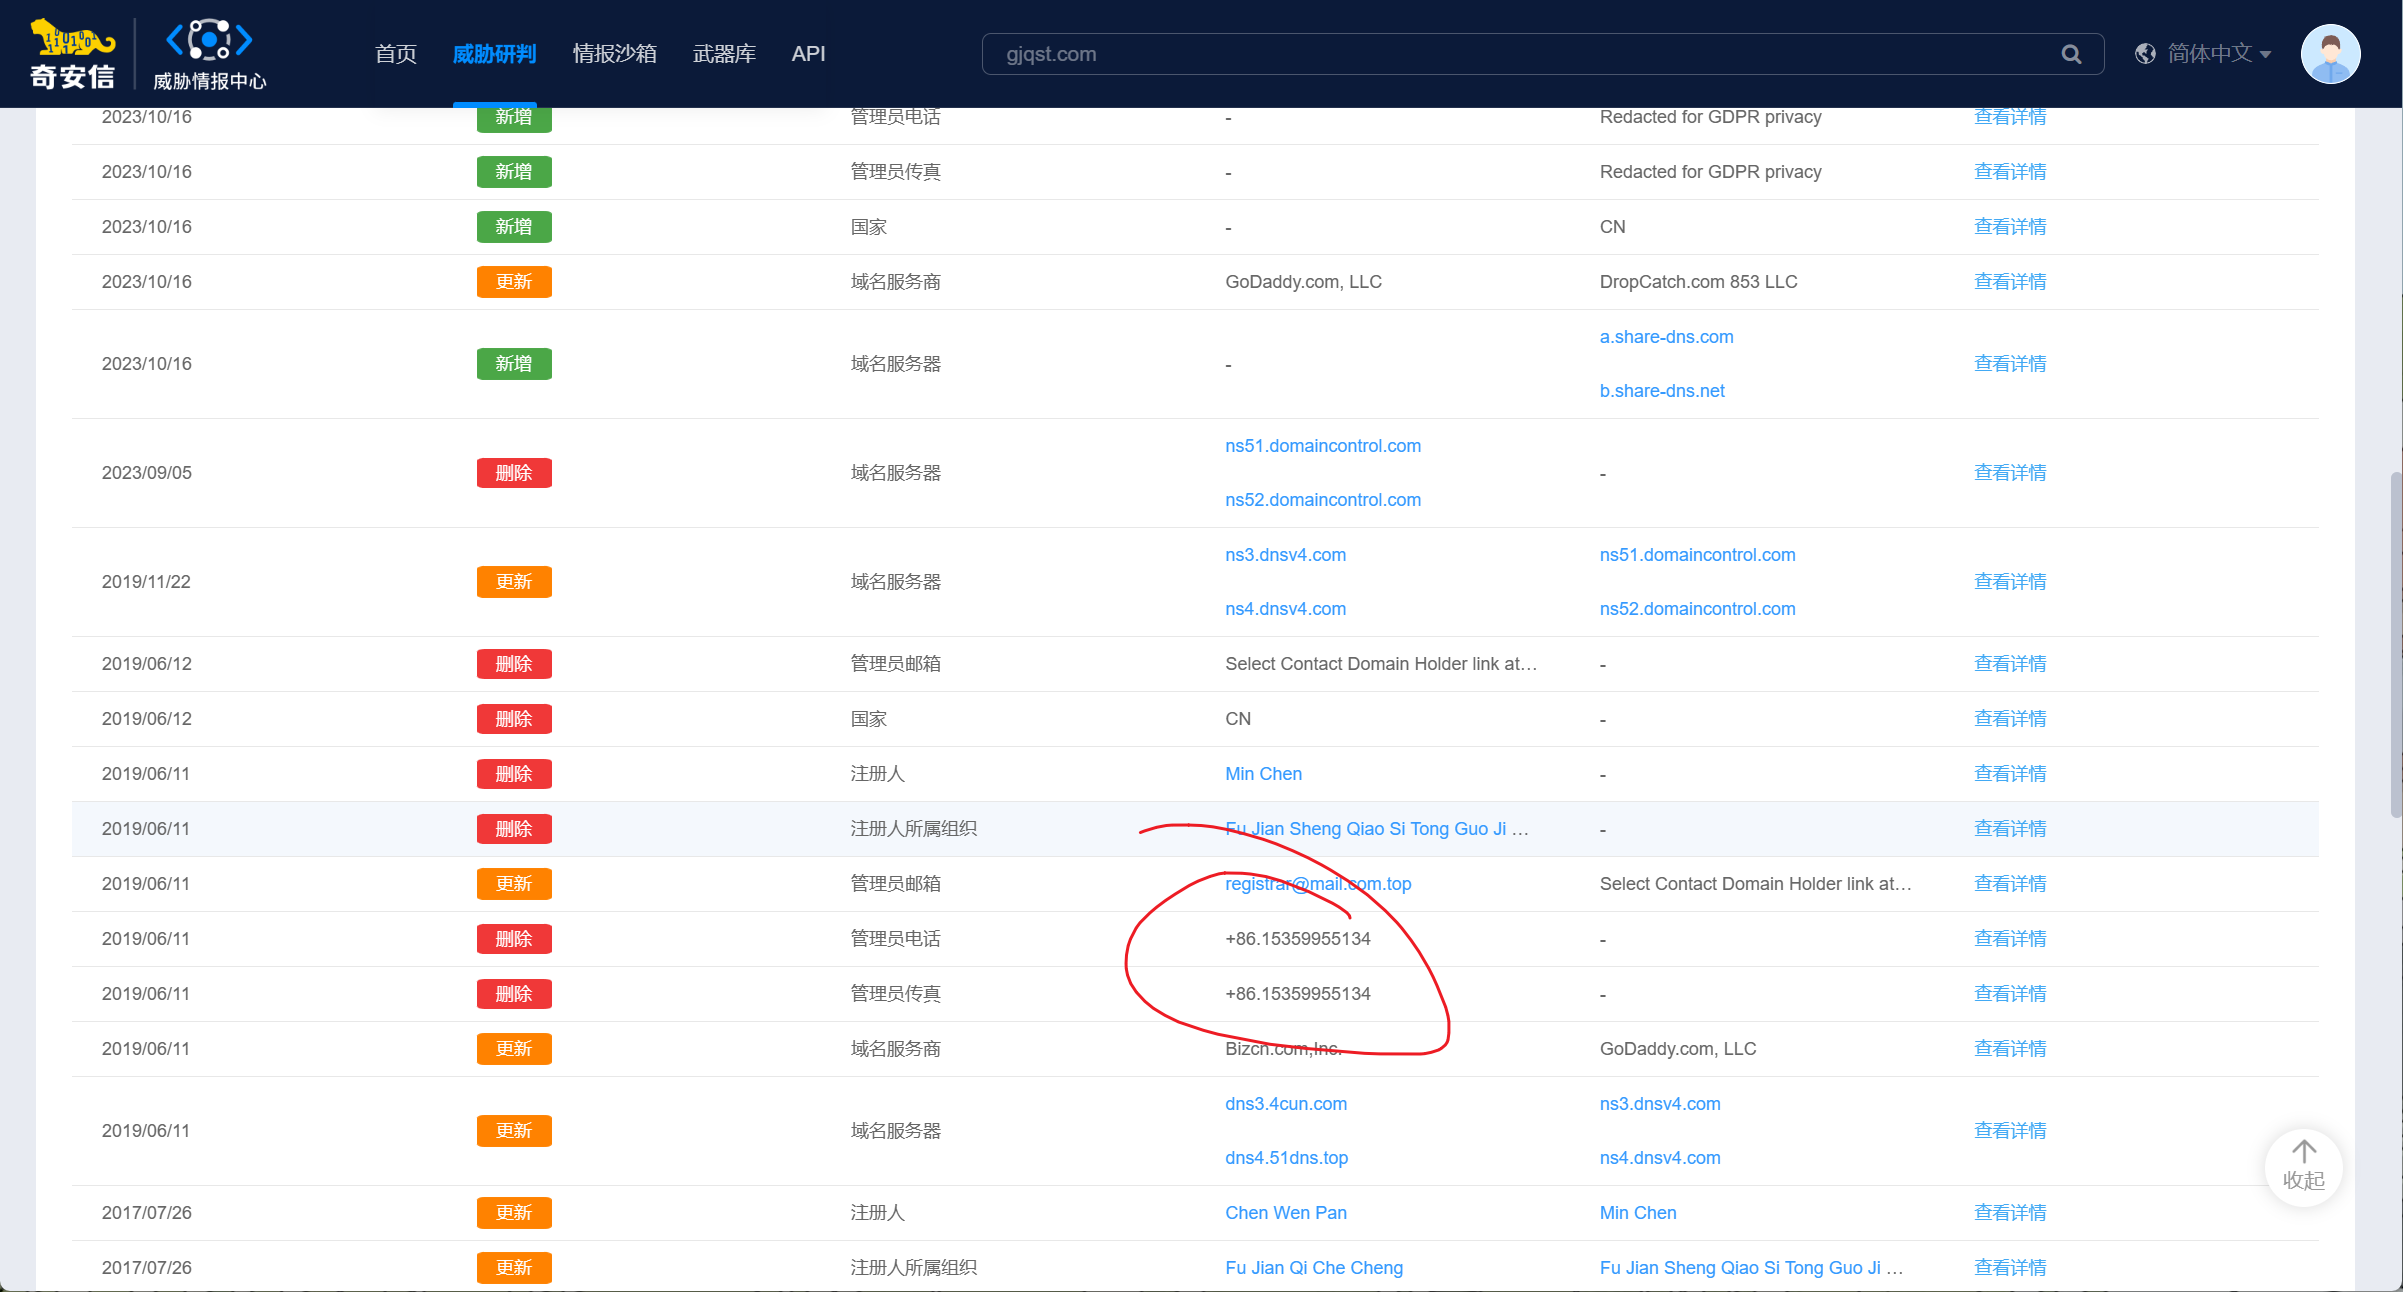 奇安信
威胁情报中心
首页 威胁研判 情报沙箱 武器库 API gjqst.com 简体中文
2023/10/16 新增 管理员电话 - Redacted for GDPR privacy 查看详情
2023/10/16 新增 管理员传真 - Redacted for GDPR privacy 查看详情
2023/10/16 新增 国家 - CN 查看详情
2023/10/16 更新 域名服务商 GoDaddy.com, LLC DropCatch.com 853 LLC 查看详情
a.share-dns.com
2023/10/16 新增 域名服务器 - 查看详情
b.share-dns.net
ns51.domaincontrol.com
2023/09/05 删除 域名服务器 - 查看详情
ns52.domaincontrol.com
ns3.dnsv4.com ns51.domaincontrol.com
2019/11/22 更新 域名服务器 查看详情
ns4.dnsv4.com ns52.domaincontrol.com
2019/06/12 删除 管理员邮箱 Select Contact Domain Holder link at… - 查看详情
2019/06/12 删除 国家 CN - 查看详情
2019/06/11 删除 注册人 Min Chen - 查看详情
2019/06/11 删除 注册人所属组织 Fu Jian Sheng Qiao Si Tong Guo Ji … - 查看详情
2019/06/11 更新 管理员邮箱 registrar@mail.com.top Select Contact Domain Holder link at… 查看详情
2019/06/11 删除 管理员电话 +86.15359955134 - 查看详情
2019/06/11 删除 管理员传真 +86.15359955134 - 查看详情
2019/06/11 更新 域名服务商 Bizcn.com,Inc. GoDaddy.com, LLC 查看详情
dns3.4cun.com ns3.dnsv4.com
2019/06/11 更新 域名服务器 查看详情
dns4.51dns.top ns4.dnsv4.com
收起
2017/07/26 更新 注册人 Chen Wen Pan Min Chen 查看详情
2017/07/26 更新 注册人所属组织 Fu Jian Qi Che Cheng Fu Jian Sheng Qiao Si Tong Guo Ji … 查看详情